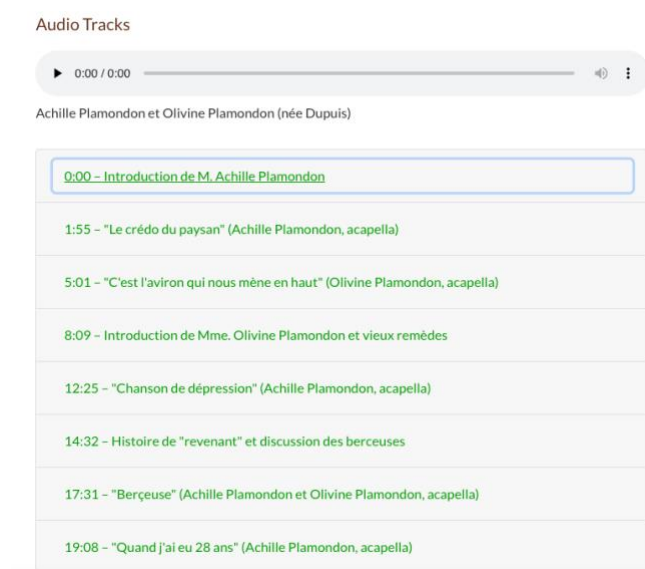 Audio Tracks
0:00 / 0:00
Achille Plamondon et Olivine Plamondon (née Dupuis)
0:00 – Introduction de M. Achille Plamondon
1:55 – "Le crédo du paysan" (Achille Plamondon, acapella)
5:01 – "C'est l'aviron qui nous mène en haut" (Olivine Plamondon, acapella)
8:09 – Introduction de Mme. Olivine Plamondon et vieux remèdes
12:25 – "Chanson de dépression" (Achille Plamondon, acapella)
14:32 – Histoire de "revenant" et discussion des berceuses
17:31 – "Berçeuse" (Achille Plamondon et Olivine Plamondon, acapella)
19:08 – "Quand j'ai eu 28 ans" (Achille Plamondon, acapella)